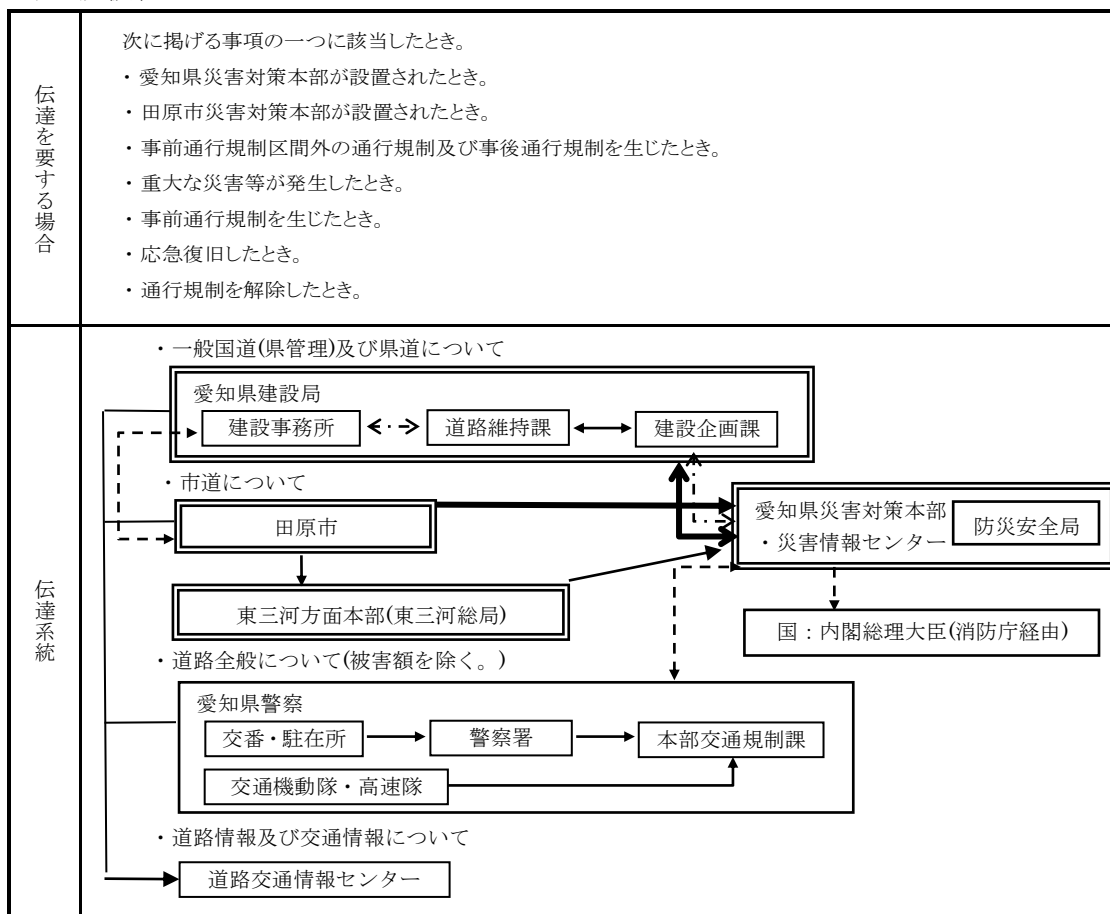 伝達を要する場合
次に掲げる事項の一つに該当したとき。
・愛知県災害対策本部が設置されたとき。
・田原市災害対策本部が設置されたとき。
・事前通行規制区間外の通行規制及び事後通行規制を生じたとき。
・重大な災害等が発生したとき。
・事前通行規制を生じたとき。
・応急復旧したとき。
・通行規制を解除したとき。
伝達系統
・一般国道(県管理)及び県道について
愛知県建設局
建設事務所
道路維持課
建設企画課
・市道について
田原市
愛知県災害対策本部
・災害情報センター
防災安全局
東三河方面本部(東三河総局)
国：内閣総理大臣(消防庁経由)
・道路全般について(被害額を除く。)
愛知県警察
交番・駐在所
警察署
本部交通規制課
交通機動隊・高速隊
・道路情報及び交通情報について
道路交通情報センター